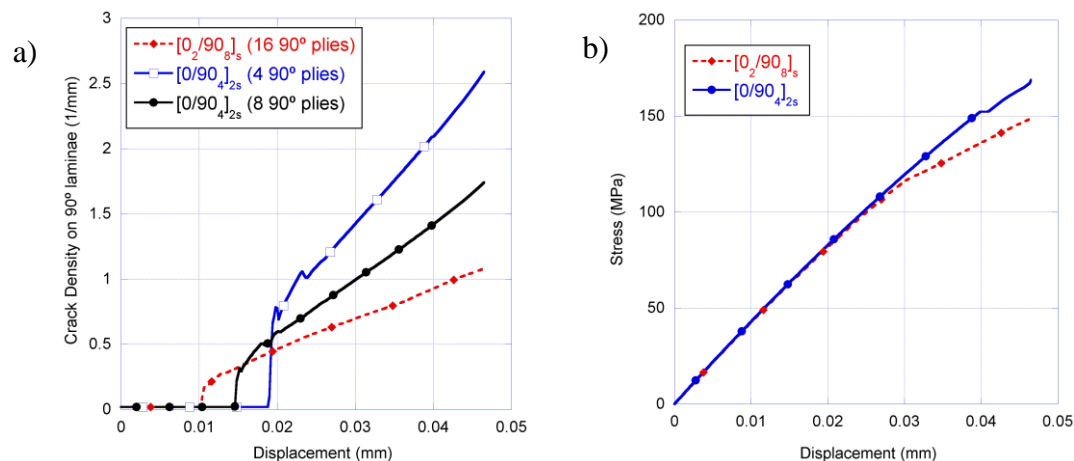 a)
3
2.5
2
1.5
1
0.5
0
Crack Density on 90º laminae (1/mm)
[0₂/90₈]ₛ (16 90º plies)
[0/90₄]₂ₛ (4 90º plies)
[0/90₄]₂ₛ (8 90º plies)
0 0.01 0.02 0.03 0.04 0.05
Displacement (mm)
b)
200
150
100
50
0
Stress (MPa)
[0₂/90₈]ₛ
[0/90₄]₂ₛ
0 0.01 0.02 0.03 0.04 0.05
Displacement (mm)